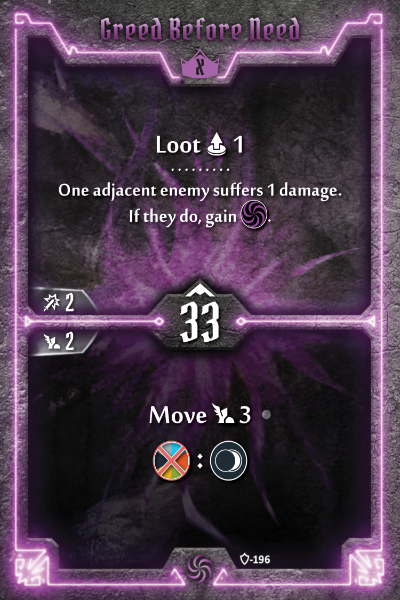 Greed Before Need
X
Loot 1
One adjacent enemy suffers 1 damage.
If they do, gain .
2
33
2
Move 3
:
-196